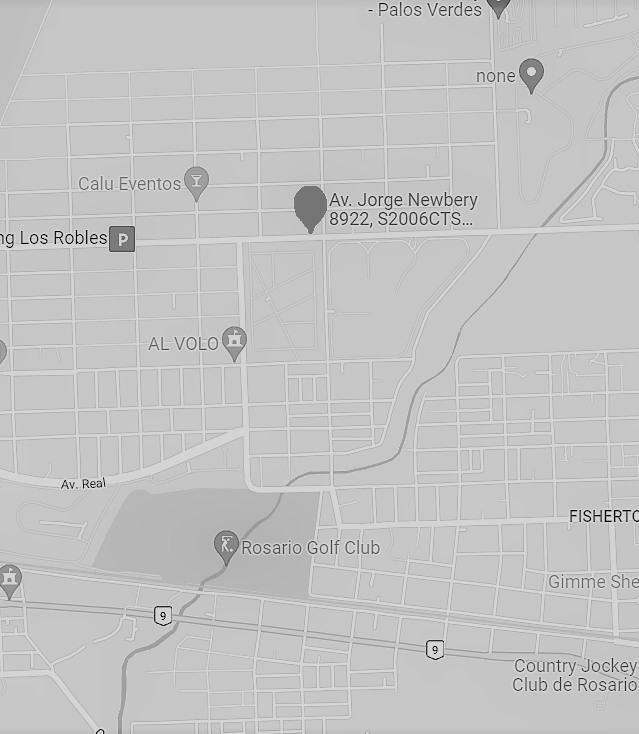 - Palos Verdes
none
Calu Eventos
Av. Jorge Newbery
8922, S2006CTS...
ng Los Robles
P
AL VOLO
Av. Real
FISHERTO
Rosario Golf Club
Gimme She
9
9
Country Jockey
Club de Rosario